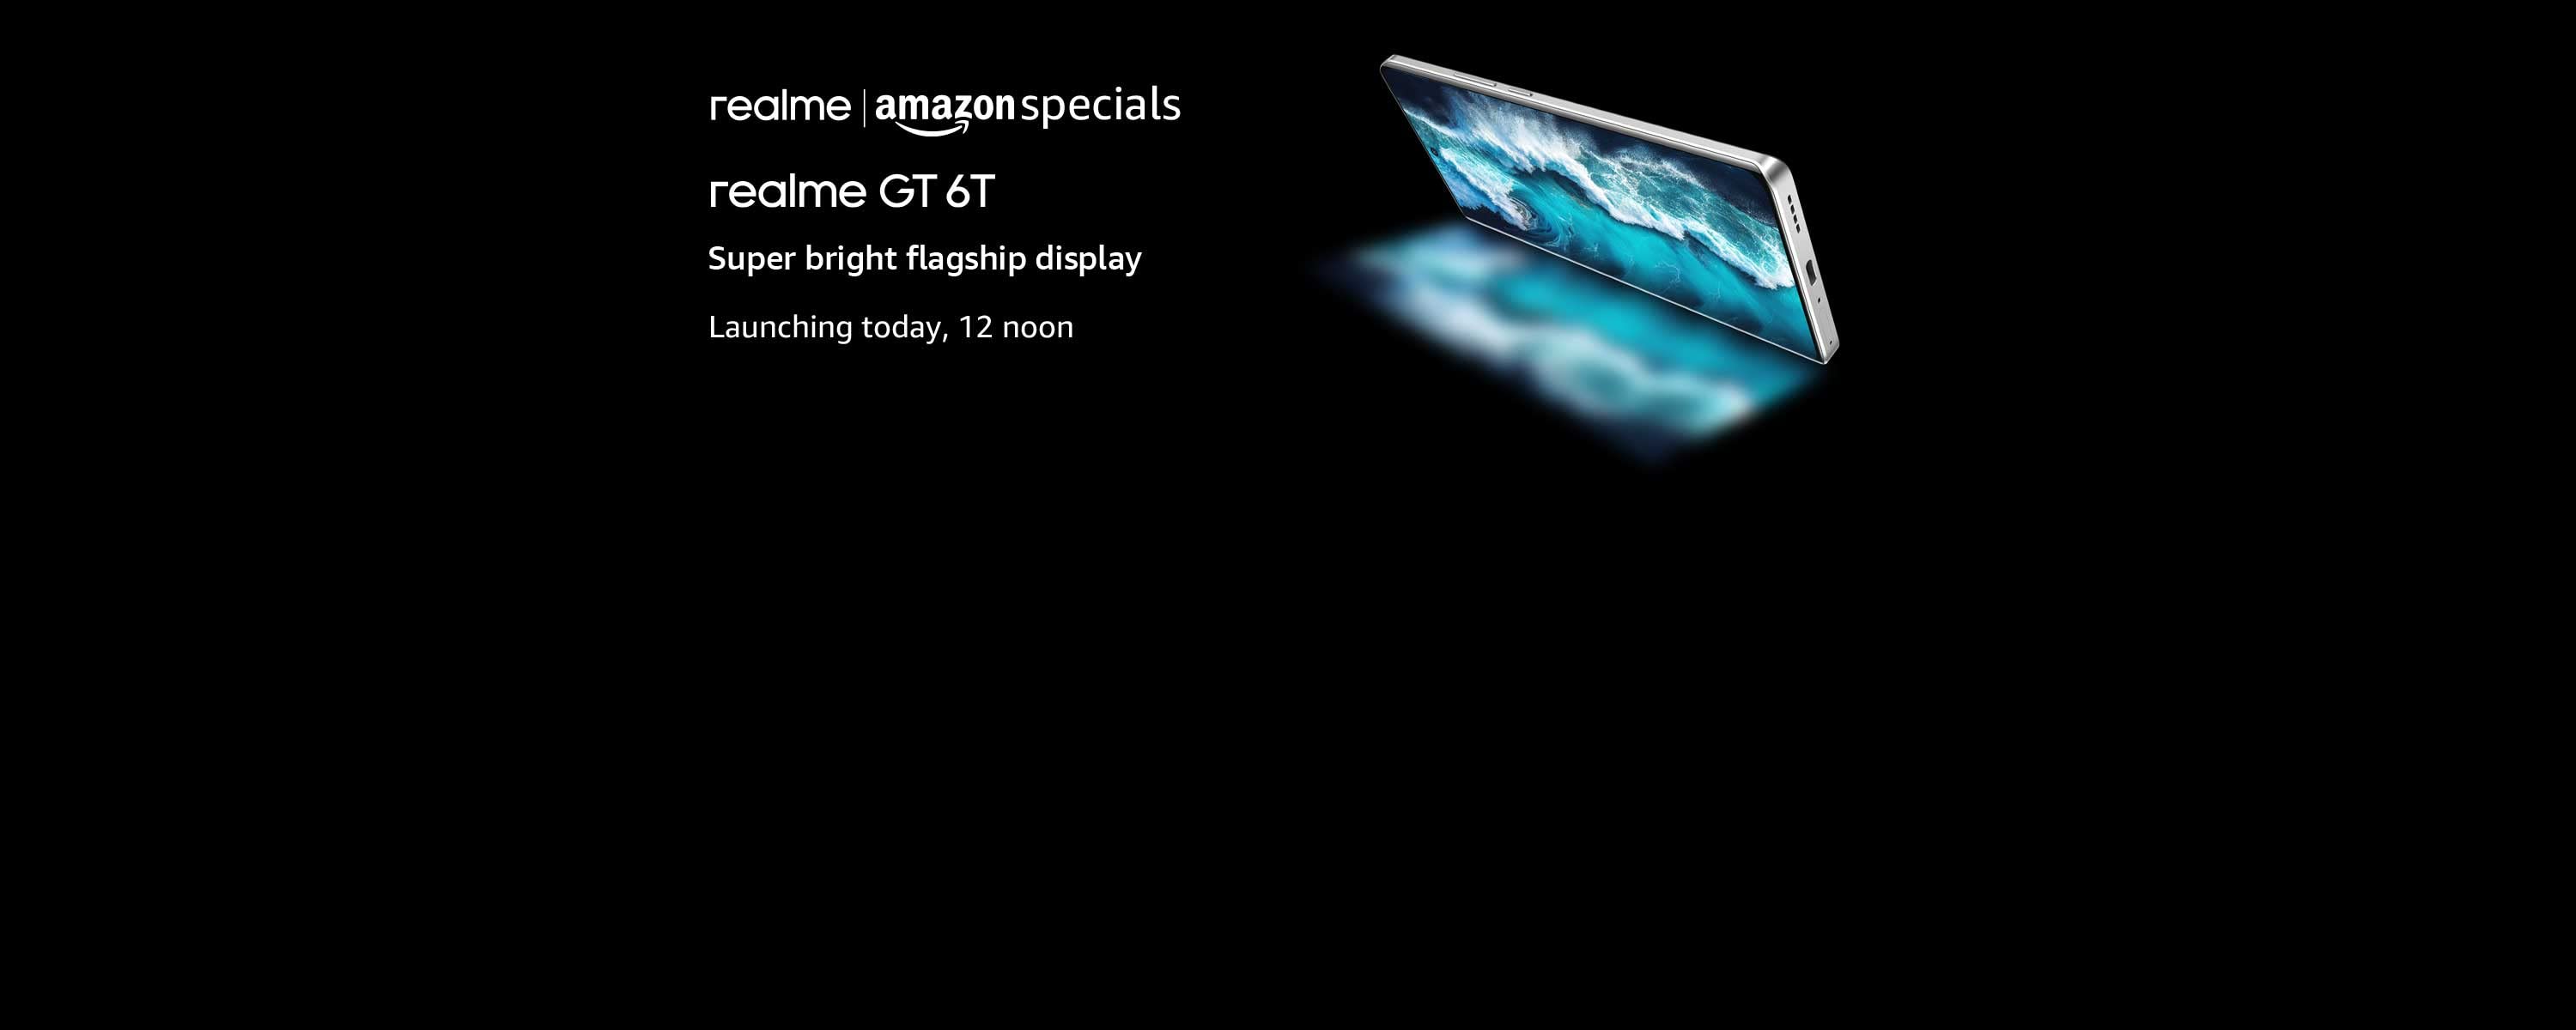 realme | amazon specials
realme GT 6T
Super bright flagship display
Launching today, 12 noon